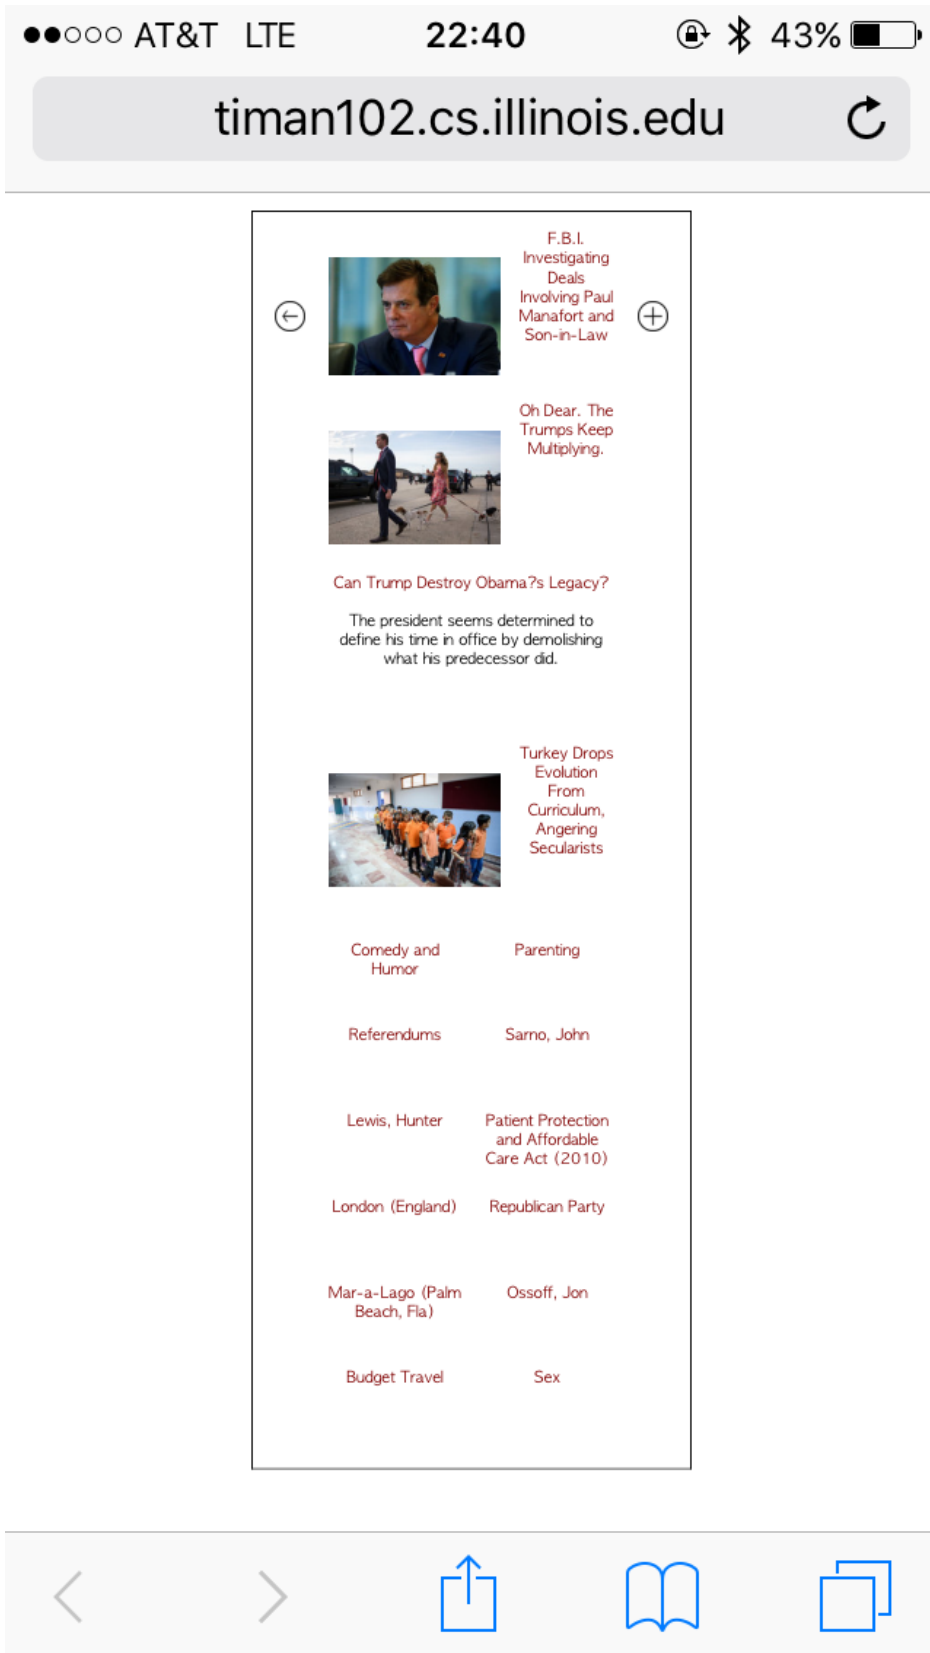 AT&T LTE 22:40 43%
timan102.cs.illinois.edu
F.B.I.
Investigating
Deals
Involving Paul
Manafort and
Son-in-Law
Oh Dear. The
Trumps Keep
Multiplying.
Can Trump Destroy Obama?s Legacy?
The president seems determined to
define his time in office by demolishing
what his predecessor did.
Turkey Drops
Evolution
From
Curriculum,
Angering
Secularists
Comedy and
Humor
Parenting
Referendums
Sarno, John
Lewis, Hunter
Patient Protection
and Affordable
Care Act (2010)
London (England)
Republican Party
Mar-a-Lago (Palm
Beach, Fla)
Ossoff, Jon
Budget Travel
Sex